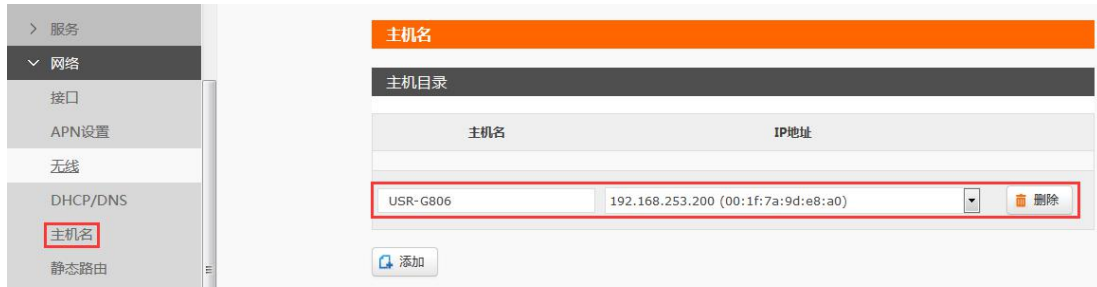 服务
网络
接口
APN设置
无线
DHCP/DNS
主机名
静态路由
主机名
主机目录
主机名 IP地址
USR-G806 192.168.253.200 (00:1f:7a:9d:e8:a0) 删除
添加